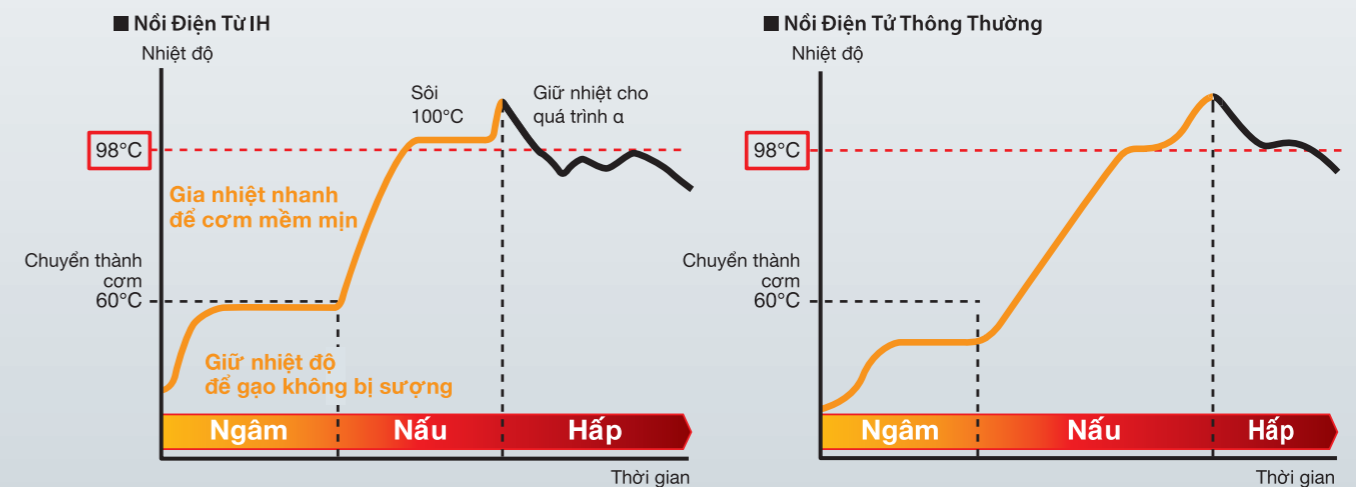 ■ Nồi Điện Từ IH
Nhiệt độ
Sôi
100°C
Giữ nhiệt cho
quá trình α
98°C
Gia nhiệt nhanh
để cơm mềm mịn
Chuyển thành
cơm
60°C
Giữ nhiệt độ
để gạo không bị sượng
Ngâm
Nấu
Hấp
Thời gian
■ Nồi Điện Tử Thông Thường
Nhiệt độ
98°C
Chuyển thành
cơm
60°C
Ngâm
Nấu
Hấp
Thời gian